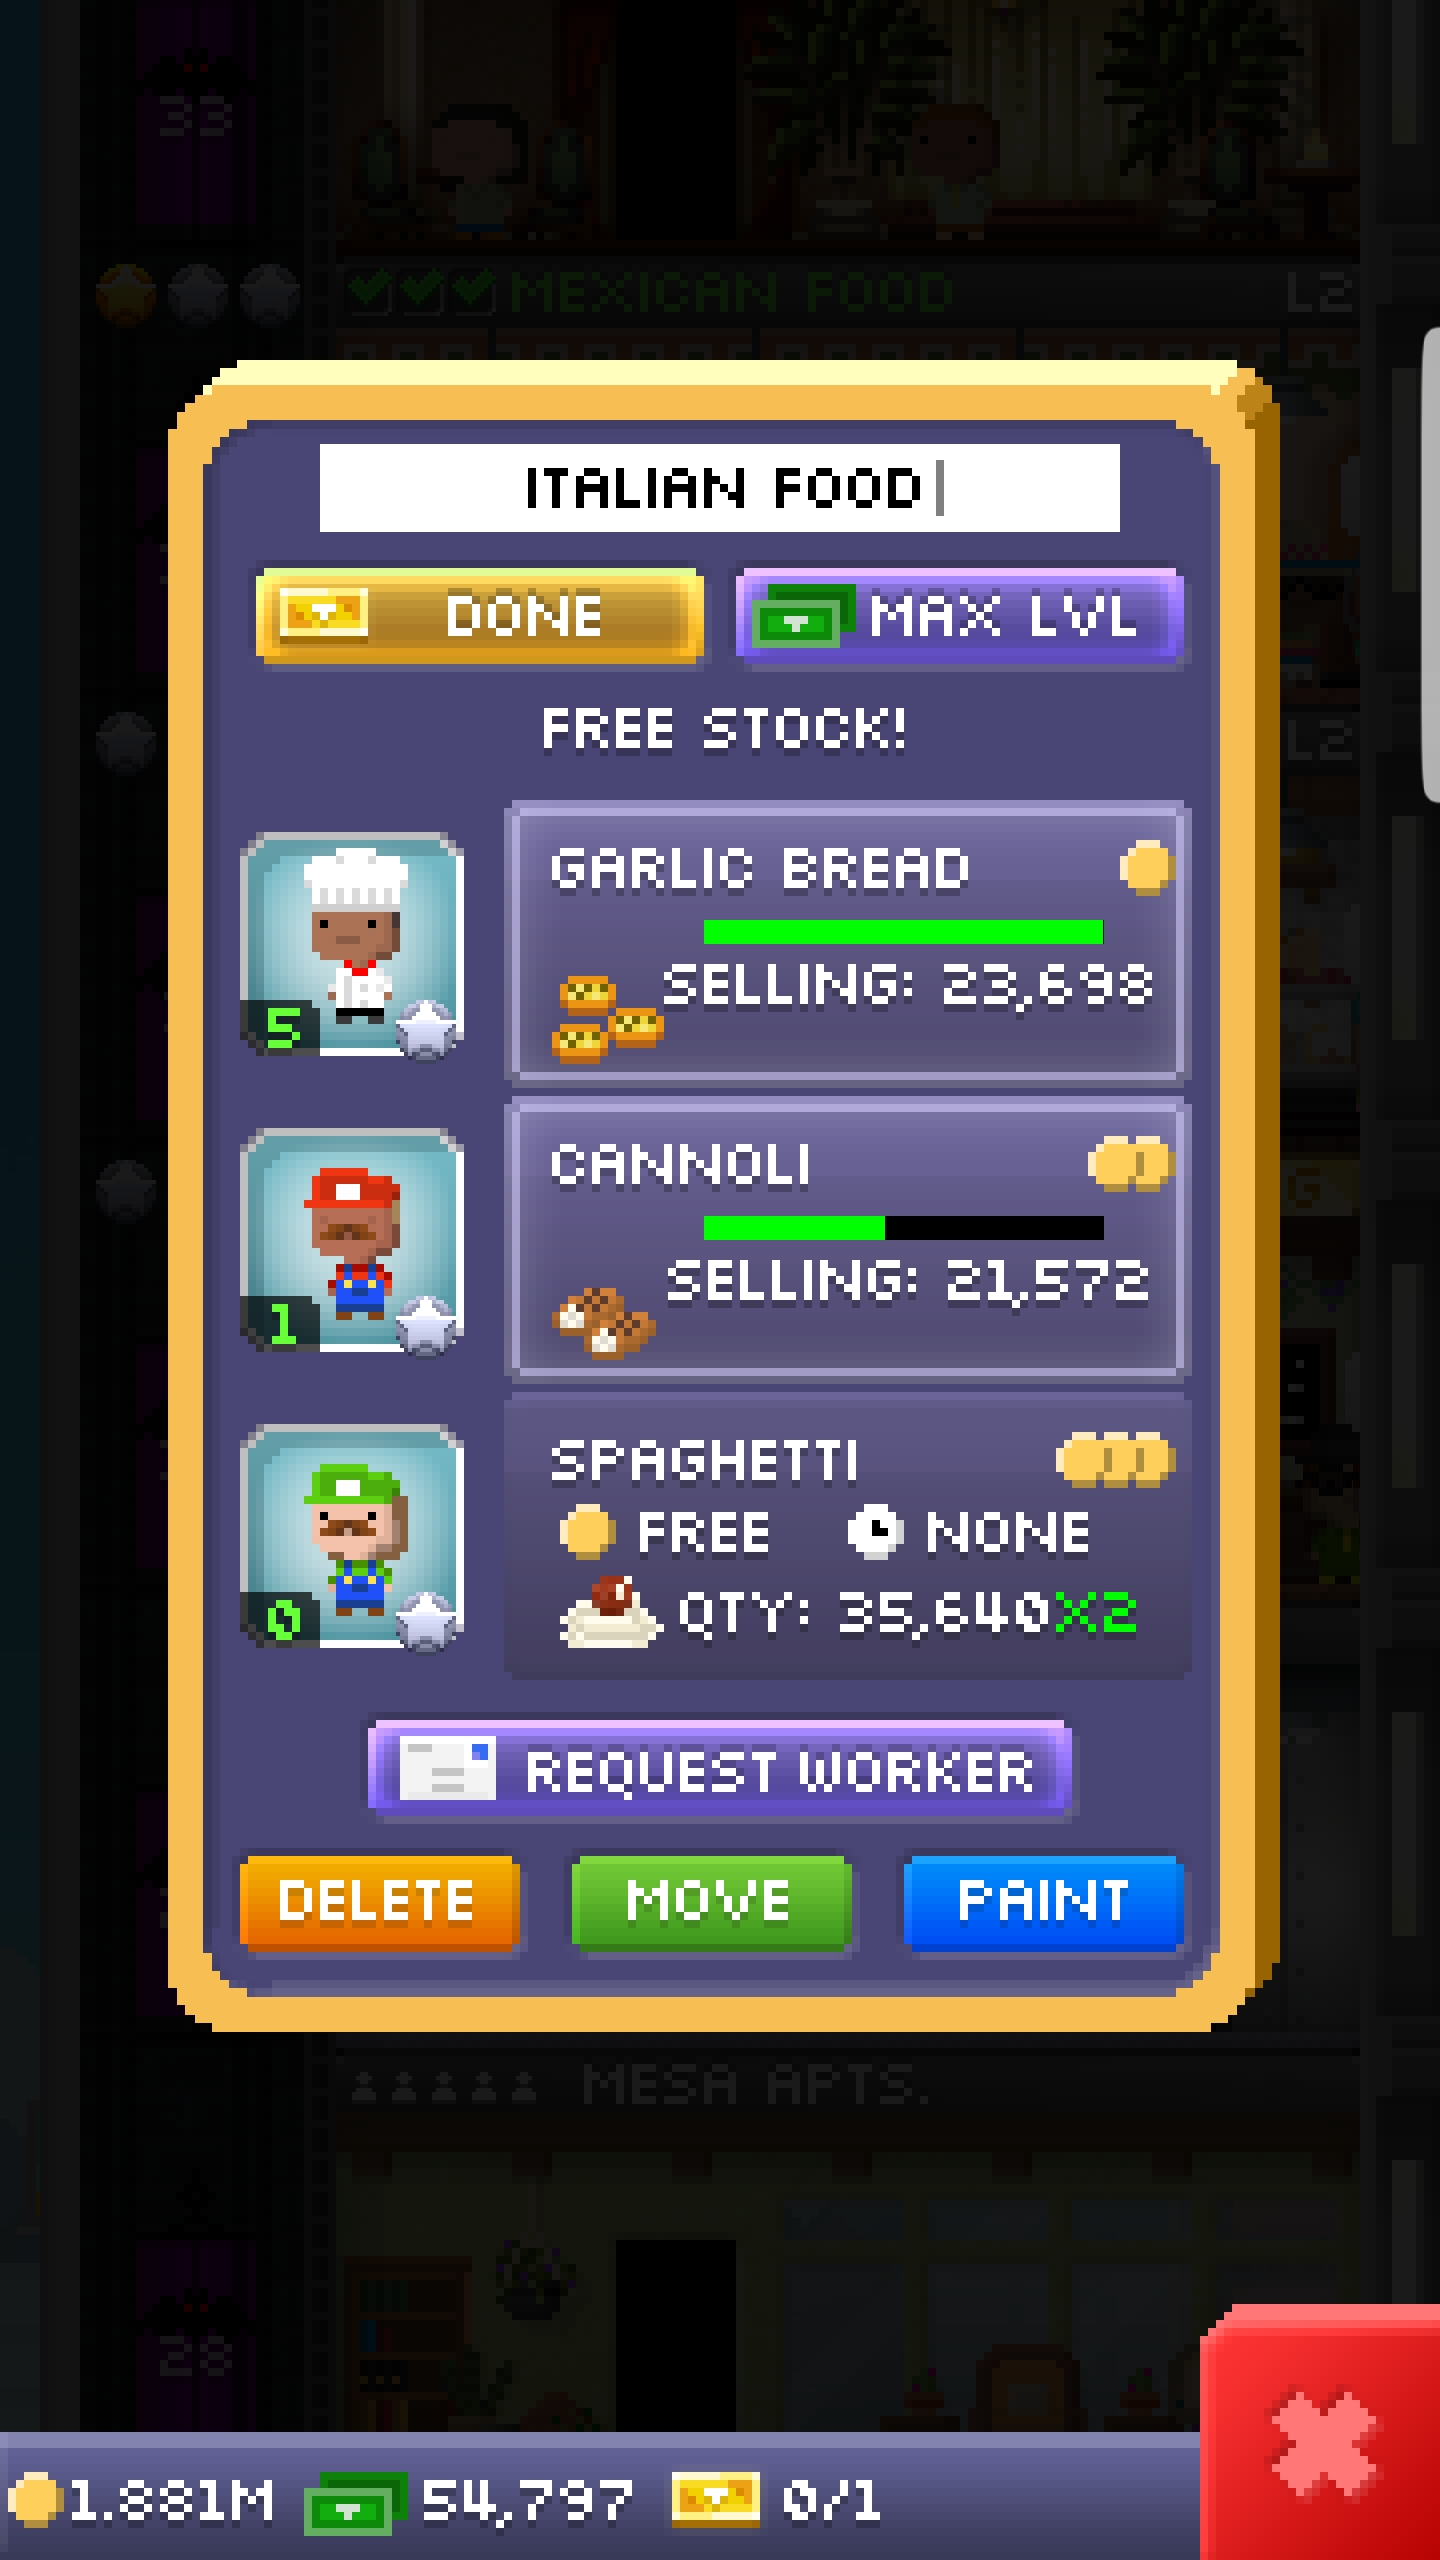 33
MEXICAN FOOD L2
ITALIAN FOOD
DONE MAX LVL
FREE STOCK!
L2
GARLIC BREAD
SELLING: 23,698
5
CANNOLI
SELLING: 21,572
1
SPAGHETTI
FREE NONE
QTY: 35,640X2
0
REQUEST WORKER
DELETE MOVE PAINT
MESA APTS.
28
1.881M 54,797 0/1